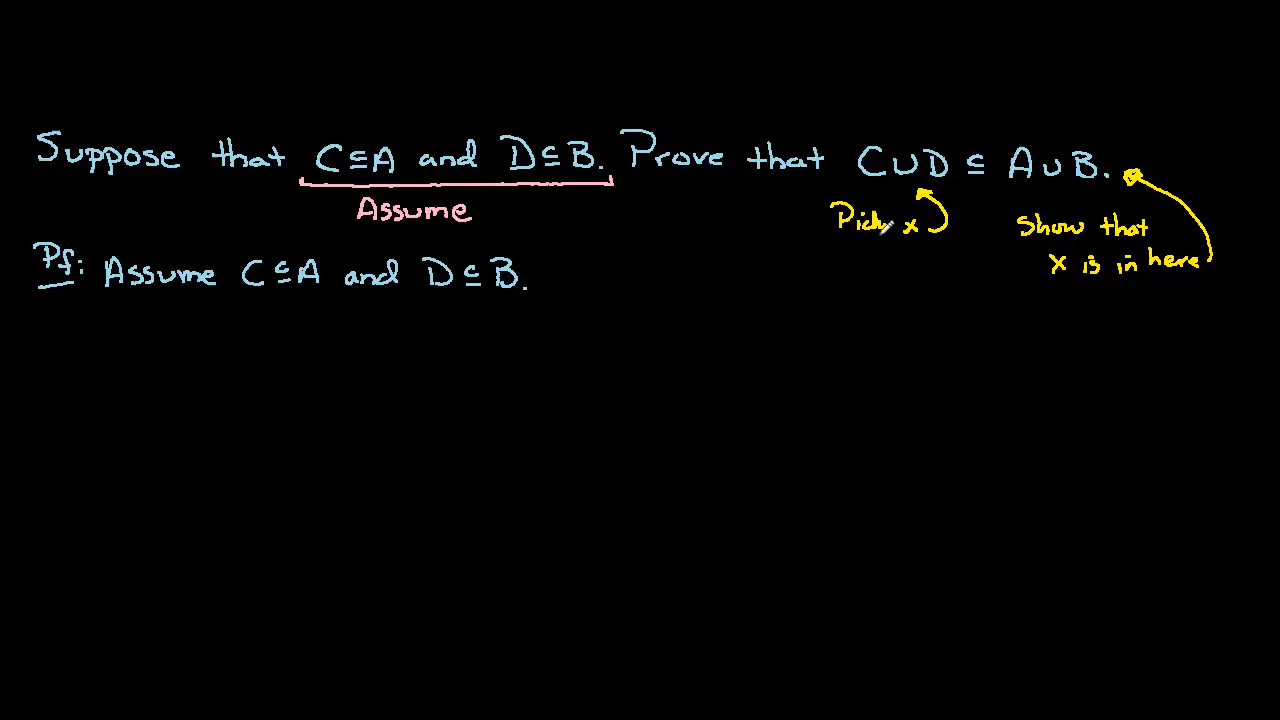 Suppose that C⊆A and D⊆B. Prove that C∪D ⊆ A∪B.
Assume
Pick x
Show that
x is in here
Pf: Assume C⊆A and D⊆B.